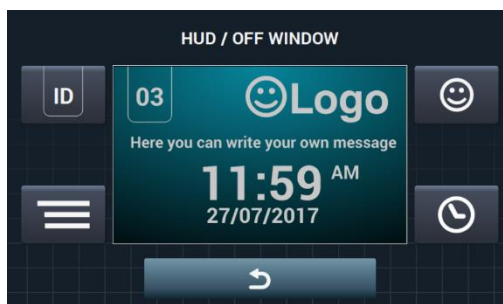 HUD / OFF WINDOW
ID
03
Logo
Here you can write your own message
11:59 AM
27/07/2017